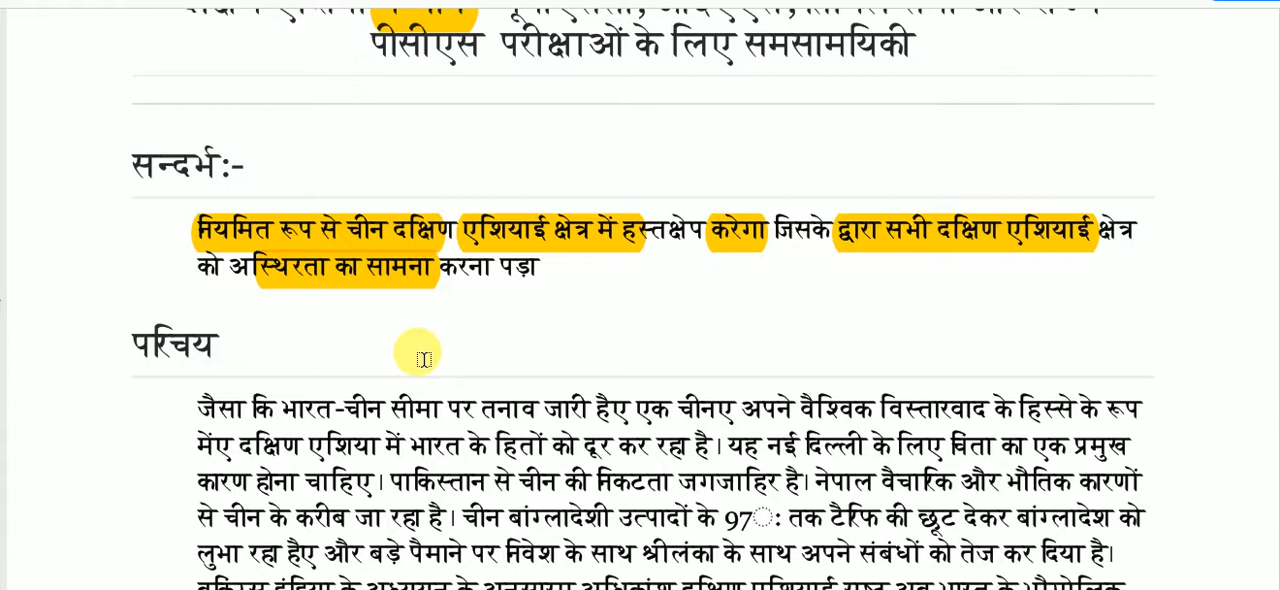 पीसीएस परीक्षाओं के लिए समसामयिकी
सन्दर्भ:-
नियमित रूप से चीन दक्षिण एशियाई क्षेत्र में हस्तक्षेप करेगा जिसके द्वारा सभी दक्षिण एशियाई क्षेत्र
को अस्थिरता का सामना करना पड़ा
परिचय
जैसा कि भारत-चीन सीमा पर तनाव जारी हैए एक चीनए अपने वैश्विक विस्तारवाद के हिस्से के रूप
मेंए दक्षिण एशिया में भारत के हितों को दूर कर रहा है। यह नई दिल्ली के लिए चिंता का एक प्रमुख
कारण होना चाहिए। पाकिस्तान से चीन की निकटता जगजाहिर है। नेपाल वैचारिक और भौतिक कारणों
से चीन के करीब जा रहा है। चीन बांग्लादेशी उत्पादों के 97ः तक टैरिफ की छूट देकर बांग्लादेश को
लुभा रहा हैए और बड़े पैमाने पर निवेश के साथ श्रीलंका के साथ अपने संबंधों को तेज कर दिया है।